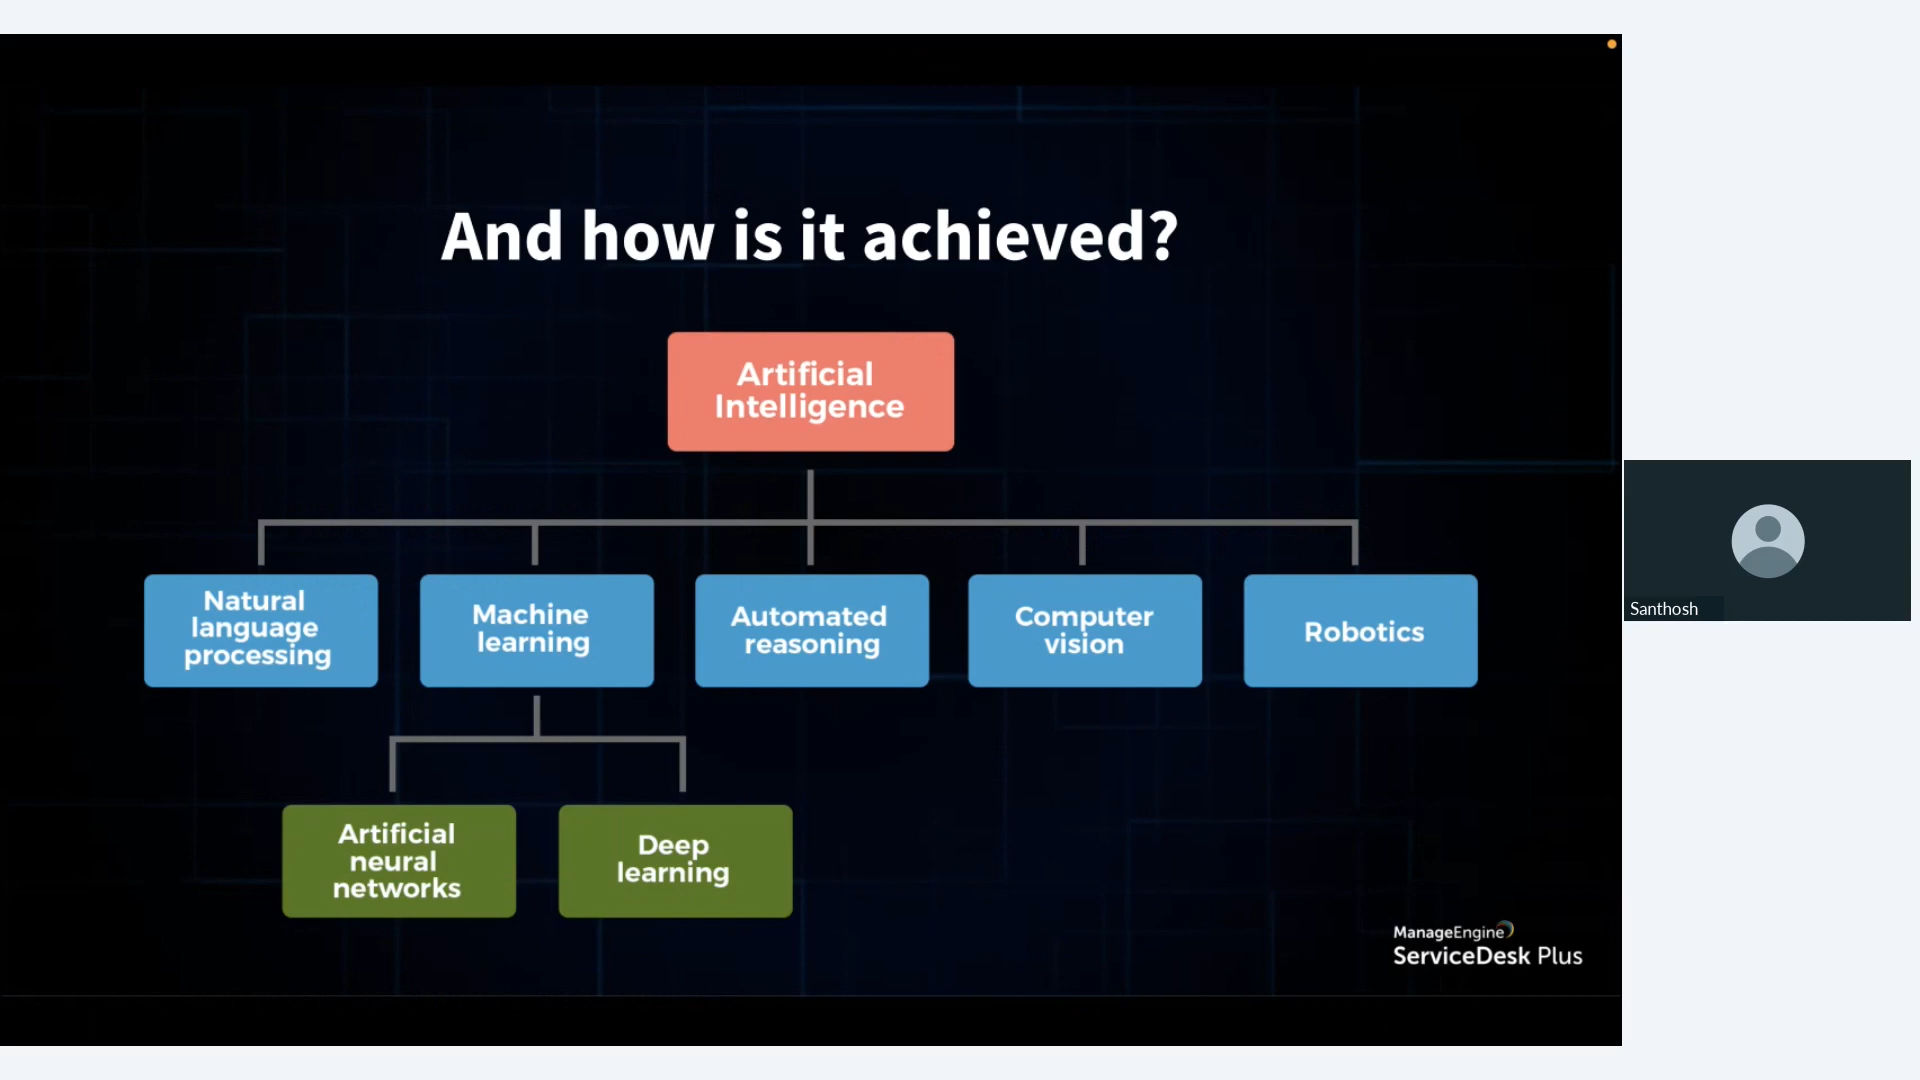 And how is it achieved?
Artificial
Intelligence
Natural
language
processing
Machine
learning
Automated
reasoning
Computer
vision
Robotics
Artificial
neural
networks
Deep
learning
ManageEngine
ServiceDesk Plus
Santhosh